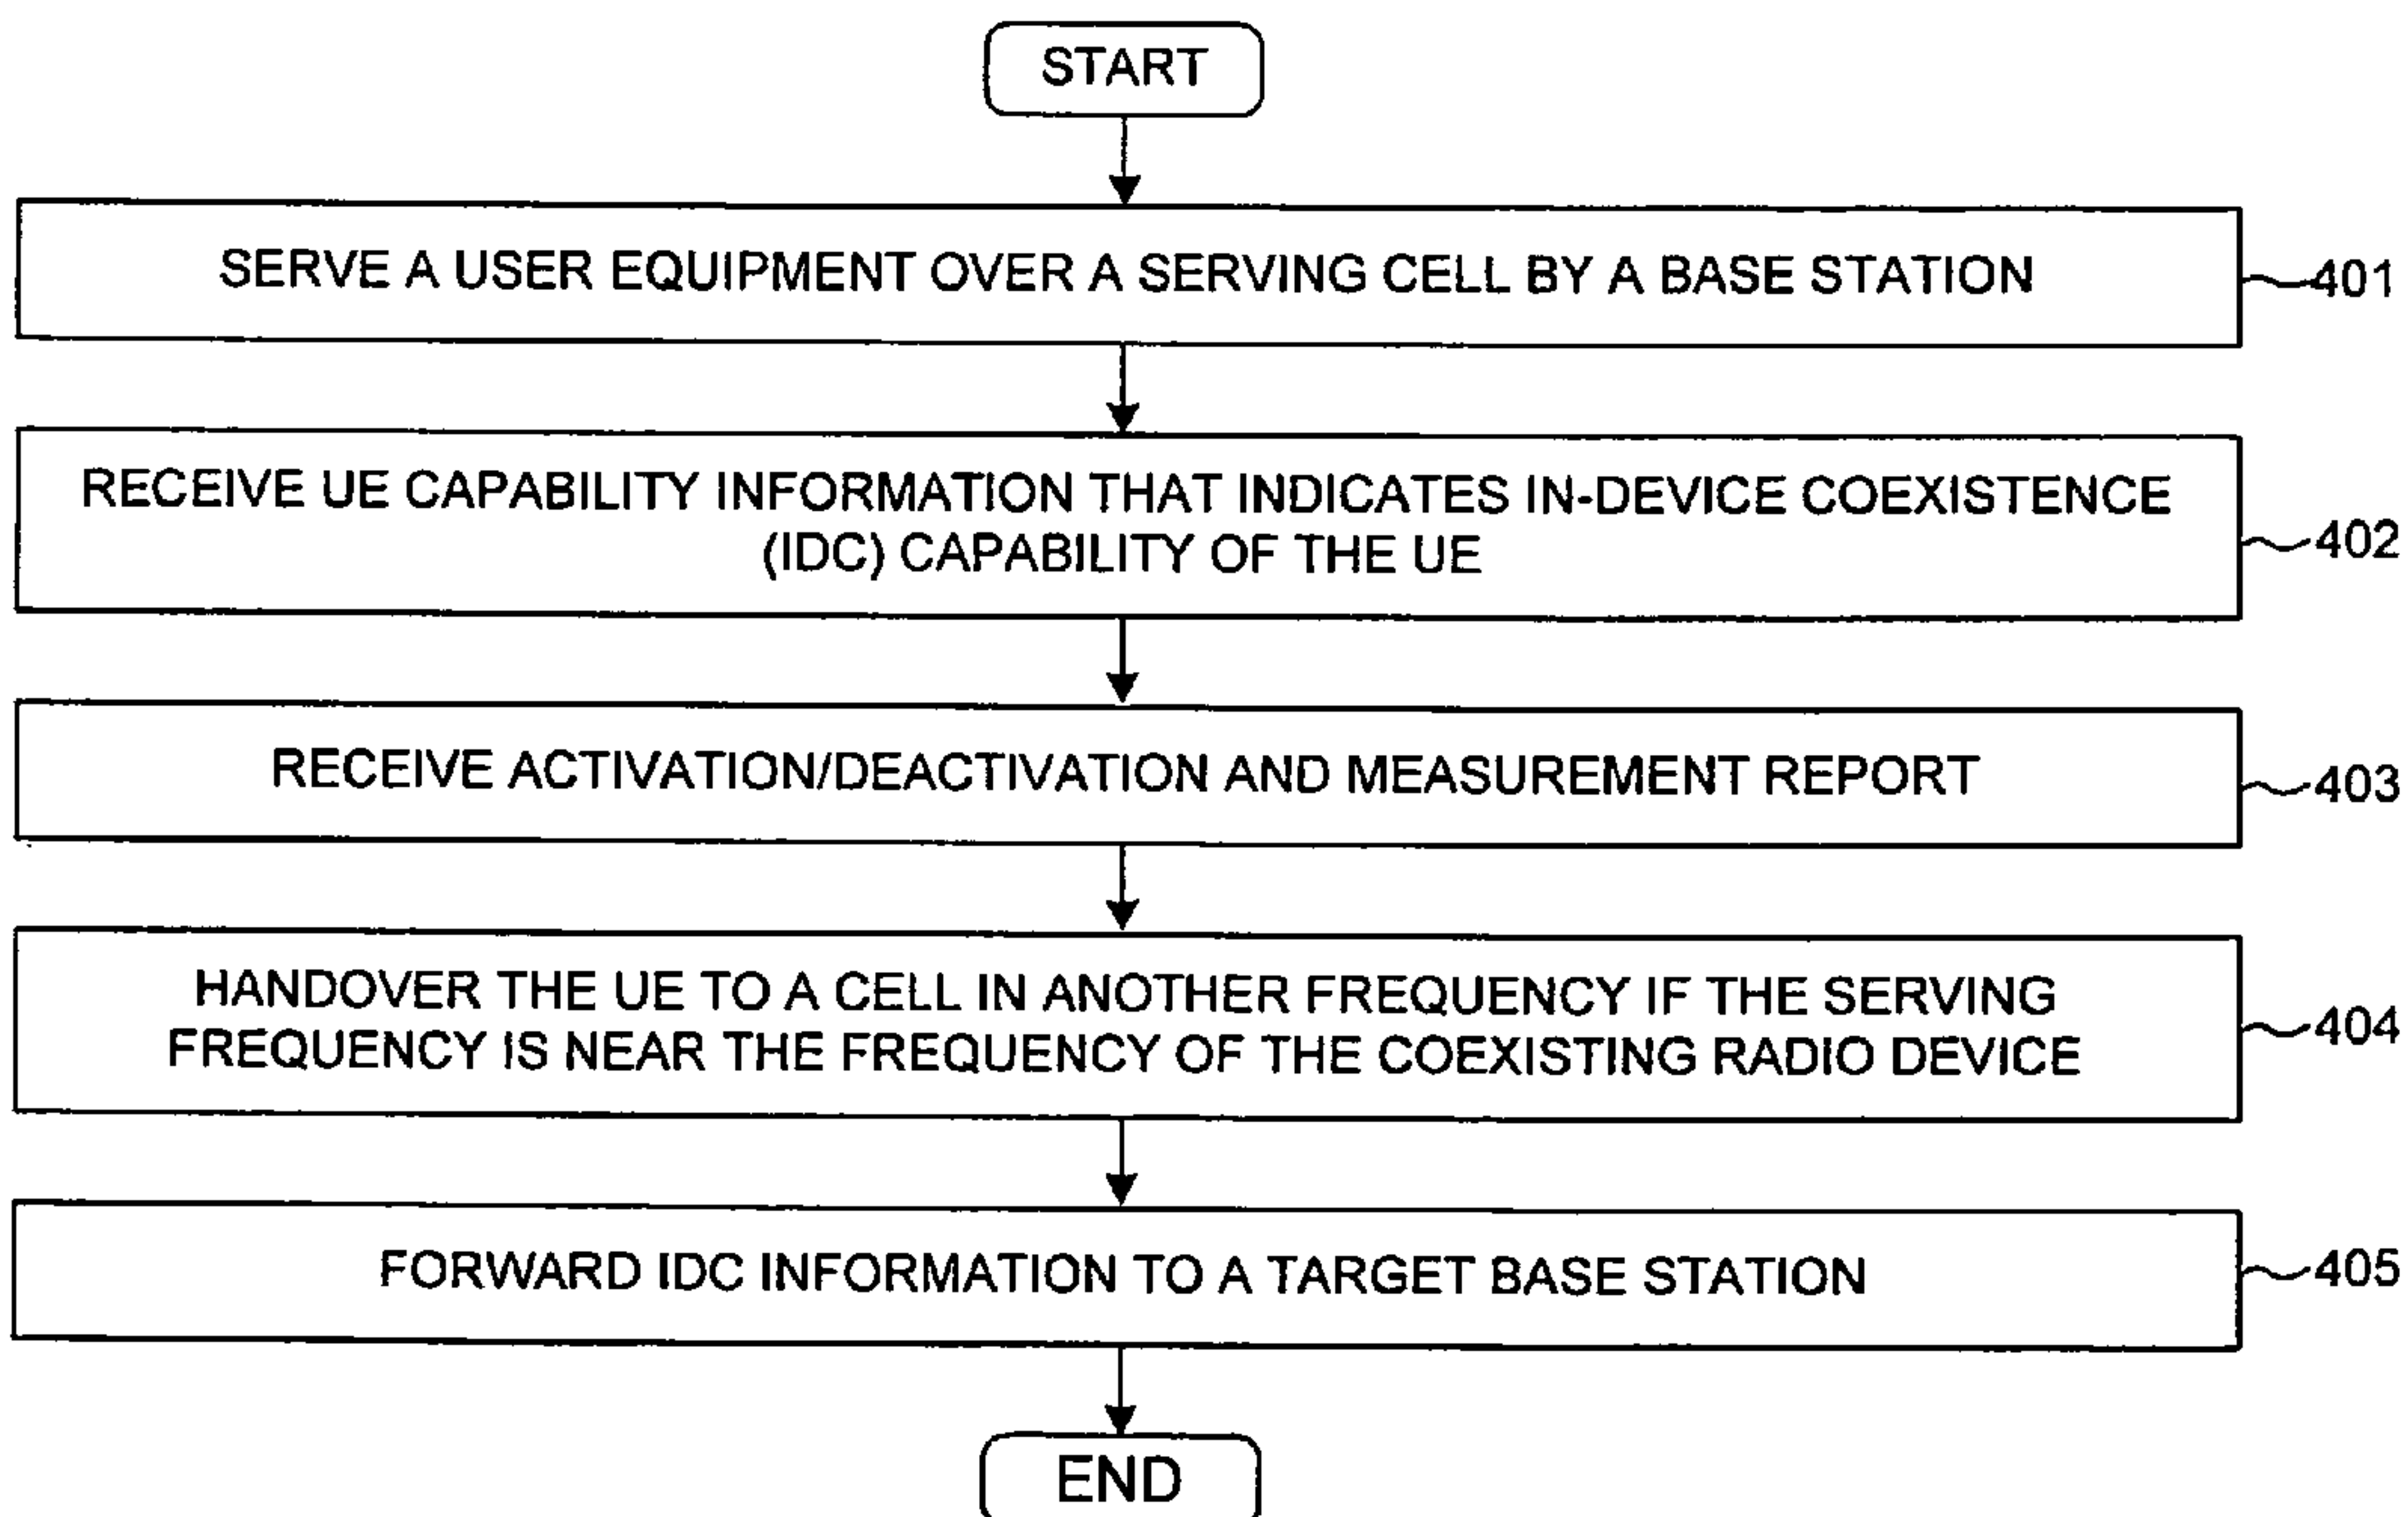 START
SERVE A USER EQUIPMENT OVER A SERVING CELL BY A BASE STATION
401
RECEIVE UE CAPABILITY INFORMATION THAT INDICATES IN-DEVICE COEXISTENCE
(IDC) CAPABILITY OF THE UE
402
RECEIVE ACTIVATION/DEACTIVATION AND MEASUREMENT REPORT
403
HANDOVER THE UE TO A CELL IN ANOTHER FREQUENCY IF THE SERVING
FREQUENCY IS NEAR THE FREQUENCY OF THE COEXISTING RADIO DEVICE
404
FORWARD IDC INFORMATION TO A TARGET BASE STATION
405
END